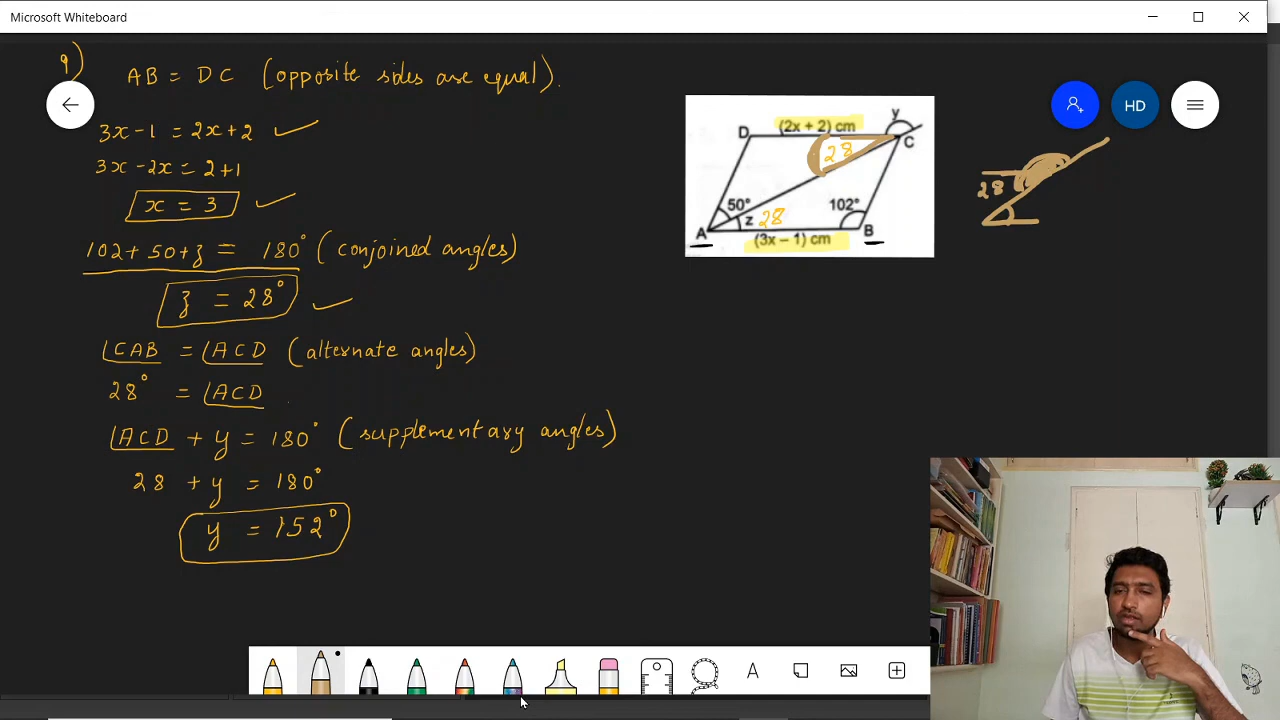 Microsoft Whiteboard
9)
AB = DC (opposite sides are equal).
3x-1 = 2x+2
3x-2x = 2+1
x = 3
102+50+z = 180° (conjoined angles)
z = 28°
∠CAB = ∠ACD (alternate angles)
28° = ∠ACD
∠ACD + y = 180° (supplementary angles)
28 + y = 180°
y = 152°
y
D (2x + 2) cm C
28
50° z 28 102°
A B
(3x – 1) cm
28
HD
A